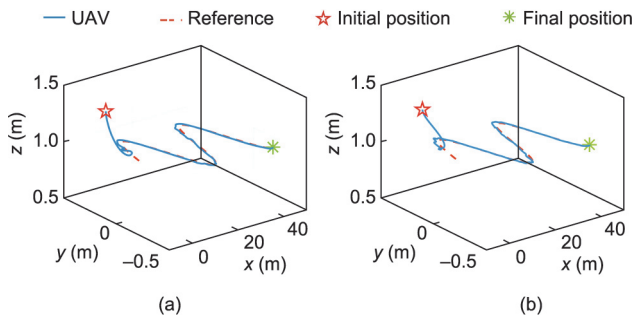 UAV Reference Initial position Final position
1.5 1.5
z (m) 1.0 z (m) 1.0
0.5 0.5
0 40 0 40
y (m) −0.5 20 y (m) −0.5 20
0 x (m) 0 x (m)
(a) (b)